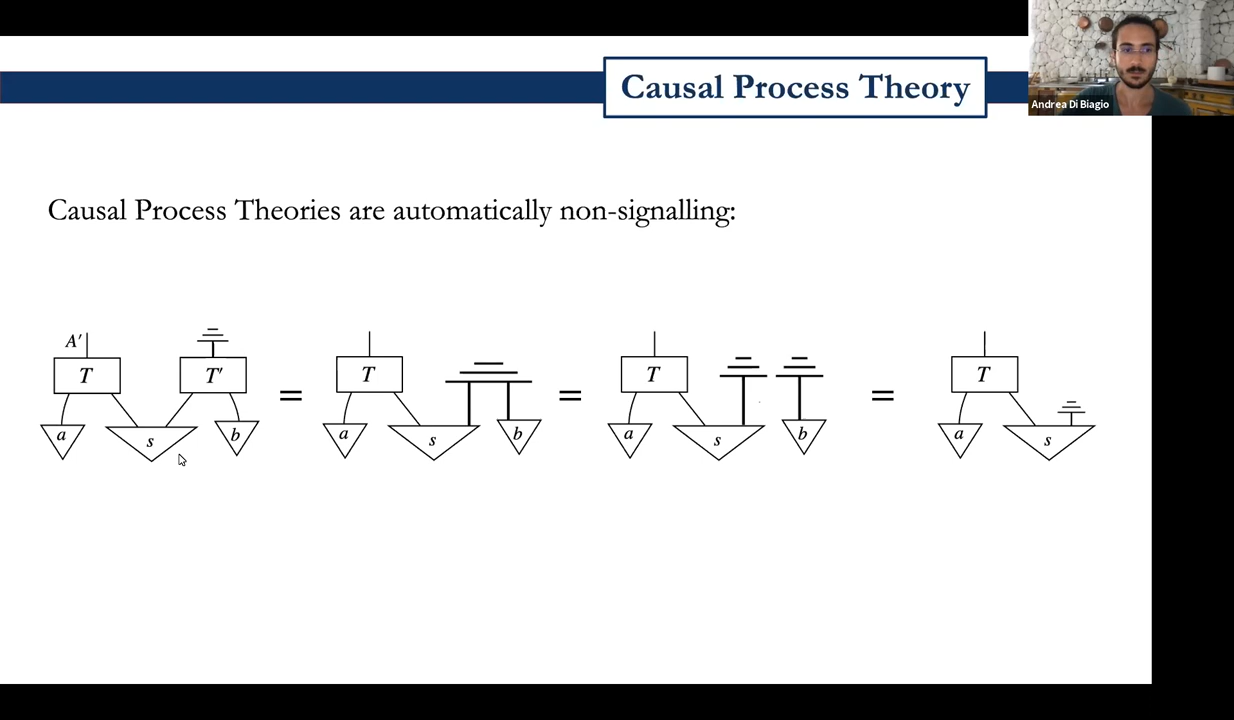 Causal Process Theory
Andrea Di Biagio
Causal Process Theories are automatically non-signalling:
A′
T T′ = T = T = T
a s b a s b a s b a s